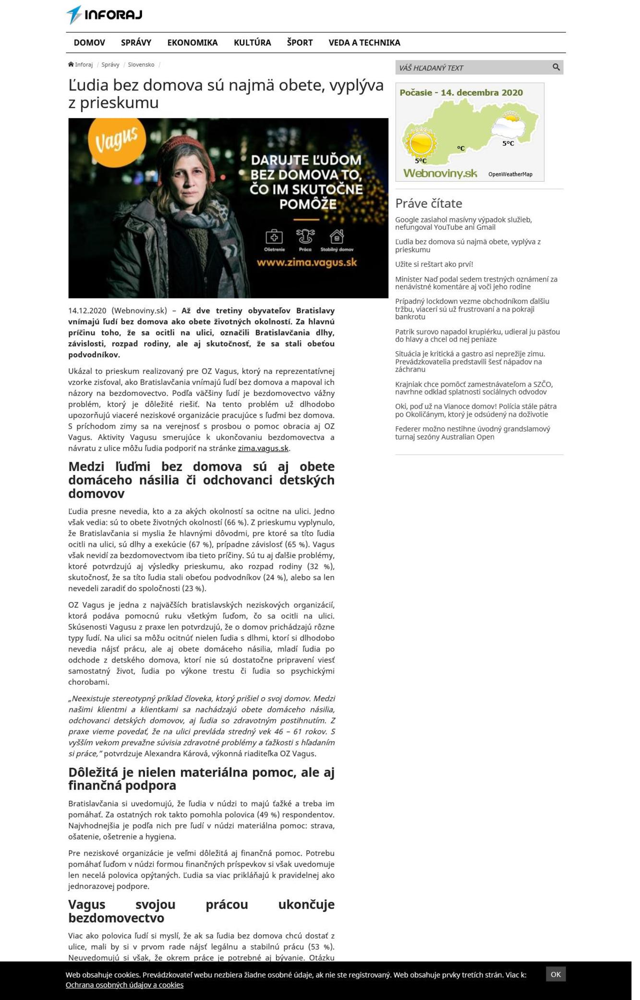 INFORAJ
DOMOV SPRÁVY EKONOMIKA KULTÚRA ŠPORT VEDA A TECHNIKA
Inforaj / Správy / Slovensko /
Ľudia bez domova sú najmä obete, vyplýva
z prieskumu
Vagus
DARUJTE ĽUĎOM
BEZ DOMOVA TO,
ČO IM SKUTOČNE
POMÔŽE
Ošetrenie Práca Stabilný domov
www.zima.vagus.sk
14.12.2020 (Webnoviny.sk) – Až dve tretiny obyvateľov Bratislavy
vnímajú ľudí bez domova ako obete životných okolností. Za hlavnú
príčinu toho, že sa ocitli na ulici, označili Bratislavčania dlhy,
závislosti, rozpad rodiny, ale aj skutočnosť, že sa stali obeťou
podvodníkov.
Ukázal to prieskum realizovaný pre OZ Vagus, ktorý na reprezentatívnej
vzorke zisťoval, ako Bratislavčania vnímajú ľudí bez domova a mapoval ich
názory na bezdomovectvo. Podľa väčšiny ľudí je bezdomovectvo vážny
problém, ktorý je dôležité riešiť. Na tento problém už dlhodobo
upozorňujú viaceré neziskové organizácie pracujúce s ľuďmi bez domova.
S príchodom zimy sa na verejnosť s prosbou o pomoc obracia aj OZ
Vagus. Aktivity Vagusu smerujúce k ukončovaniu bezdomovectva a
návratu z ulice môžu ľudia podporiť na stránke zima.vagus.sk.
Medzi ľuďmi bez domova sú aj obete
domáceho násilia či odchovanci detských
domovov
Ľudia presne nevedia, kto a za akých okolností sa ocitne na ulici. Jedno
však vedia: sú to obete životných okolností (66 %). Z prieskumu vyplynulo,
že Bratislavčania si myslia že hlavnými dôvodmi, pre ktoré sa títo ľudia
ocitli na ulici, sú dlhy a exekúcie (67 %), prípadne závislosť (65 %). Vagus
však nevidí za bezdomovectvom iba tieto príčiny. Sú tu aj ďalšie problémy,
ktoré potvrdzujú aj výsledky prieskumu, ako rozpad rodiny (32 %),
skutočnosť, že sa títo ľudia stali obeťou podvodníkov (24 %), alebo sa len
nevedeli zaradiť do spoločnosti (23 %).
OZ Vagus je jedna z najväčších bratislavských neziskových organizácií,
ktorá podáva pomocnú ruku všetkým ľuďom, čo sa ocitli na ulici.
Skúsenosti Vagusu z praxe len potvrdzujú, že o domov prichádzajú rôzne
typy ľudí. Na ulici sa môžu ocitnúť nielen ľudia s dlhmi, ktorí si dlhodobo
nevedia nájsť prácu, ale aj obete domáceho násilia, mladí ľudia po
odchode z detského domova, ktorí nie sú dostatočne pripravení viesť
samostatný život, ľudia po výkone trestu či ľudia so psychickými
chorobami.
„Neexistuje stereotypný príklad človeka, ktorý prišiel o svoj domov. Medzi
našimi klientmi a klientkami sa nachádzajú obete domáceho násilia,
odchovanci detských domovov, aj ľudia so zdravotným postihnutím. Z
praxe vieme povedať, že na ulici prevláda stredný vek 46 – 61 rokov. S
vyšším vekom prevažne súvisia zdravotné problémy a ťažkosti s hľadaním
si práce,” potvrdzuje Alexandra Kárová, výkonná riaditeľka OZ Vagus.
Dôležitá je nielen materiálna pomoc, ale aj
finančná podpora
Bratislavčania si uvedomujú, že ľudia v núdzi to majú ťažké a treba im
pomáhať. Za ostatných rok takto pomohla polovica (49 %) respondentov.
Najvhodnejšia je podľa nich pre ľudí v núdzi materiálna pomoc: strava,
ošatenie, ošetrenie a hygiena.
Pre neziskové organizácie je veľmi dôležitá aj finančná pomoc. Potrebu
pomáhať ľuďom v núdzi formou finančných príspevkov si však uvedomuje
len necelá polovica opýtaných. Ľudia sa viac prikláňajú k pravidelnej ako
jednorazovej podpore.
Vagus svojou prácou ukončuje
bezdomovectvo
Viac ako polovica ľudí si myslí, že ak sa ľudia bez domova chcú dostať z
ulice, mali by si v prvom rade nájsť legálnu a stabilnú prácu (53 %).
Neuvedomujú si však, že okrem práce je potrebné aj bývanie. Otázku
VÁŠ HĽADANÝ TEXT
Počasie - 14. decembra 2020
5°C
°C
5°C
Webnoviny.sk OpenWeatherMap
Práve čítate
Google zasiahol masívny výpadok služieb,
nefungoval YouTube ani Gmail
Ľudia bez domova sú najmä obete, vyplýva z
prieskumu
Užite si reštart ako prví!
Minister Naď podal sedem trestných oznámení za
nenávistné komentáre aj voči jeho rodine
Prípadný lockdown vezme obchodníkom ďalšiu
tržbu, viacerí sú už frustrovaní a na pokraji
bankrotu
Patrik surovo napadol krupiérku, udieral ju päsťou
do hlavy a chcel od nej peniaze
Situácia je kritická a gastro asi neprežije zimu.
Prevádzkovatelia predstavili šesť nápadov na
záchranu
Krajniak chce pomôcť zamestnávateľom a SZČO,
navrhne odklad splatnosti sociálnych odvodov
Oki, poď už na Vianoce domov! Polícia stále pátra
po Okoličánym, ktorý je odsúdený na doživotie
Federer možno nestihne úvodný grandslamový
turnaj sezóny Australian Open
Web obsahuje cookies. Prevádzkovateľ webu nezbiera žiadne osobné údaje, ak nie ste registrovaný. Web obsahuje prvky tretích strán. Viac k:
Ochrana osobných údajov a cookies
OK